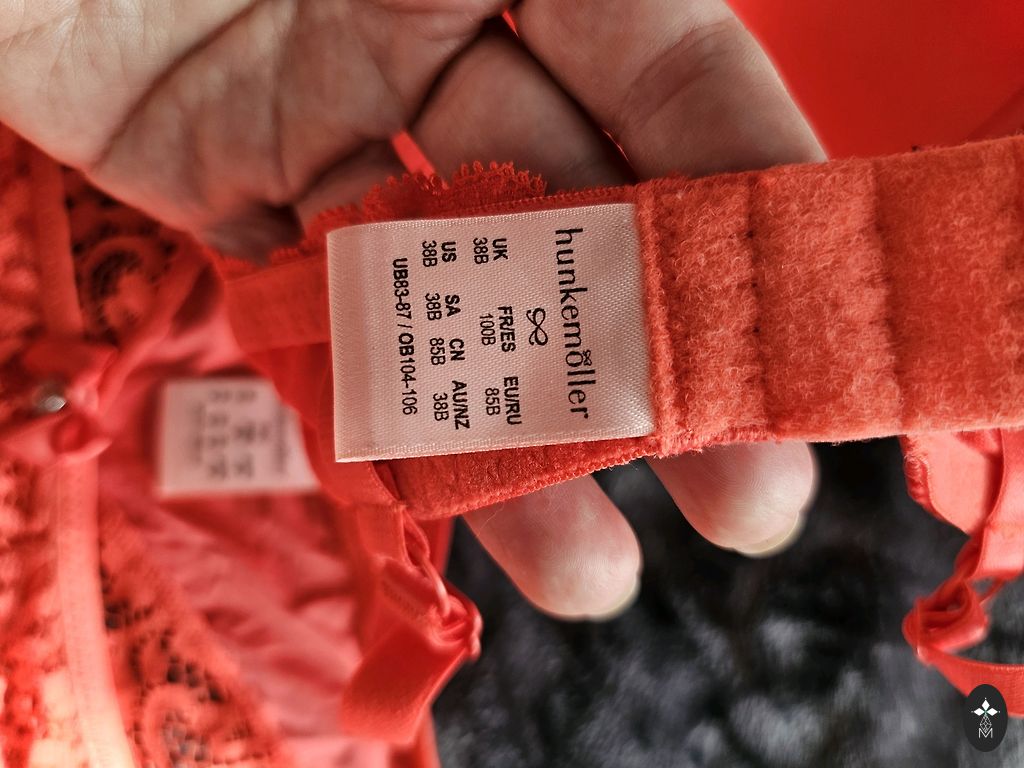 hunkemöller
UK FR/ES EU/RU
38B 100B 85B
US SA CN AU/NZ
38B 38B 85B 38B
UB83-87 / OB104-106
M